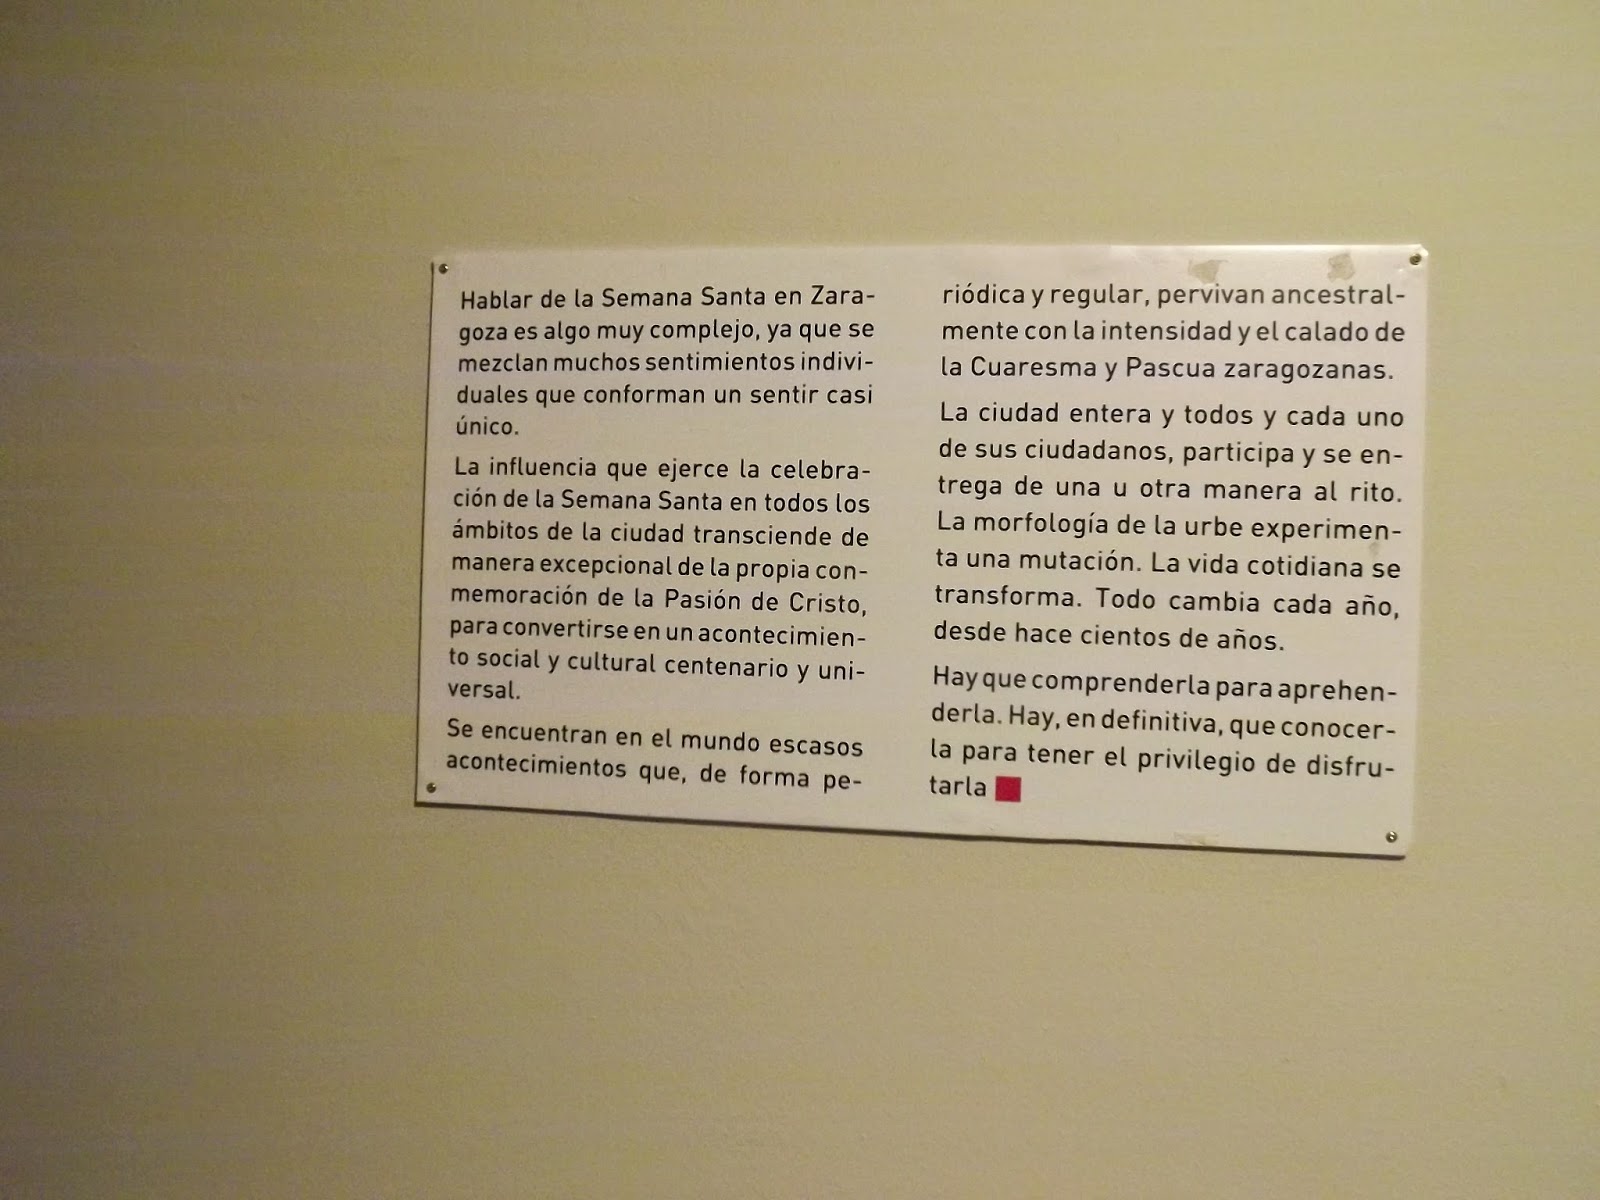 Hablar de la Semana Santa en Zara-
goza es algo muy complejo, ya que se
mezclan muchos sentimientos indivi-
duales que conforman un sentir casi
único.
La influencia que ejerce la celebra-
ción de la Semana Santa en todos los
ámbitos de la ciudad transciende de
manera excepcional de la propia con-
memoración de la Pasión de Cristo,
para convertirse en un acontecimien-
to social y cultural centenario y uni-
versal.
Se encuentran en el mundo escasos
acontecimientos que, de forma pe-
riódica y regular, pervivan ancestral-
mente con la intensidad y el calado de
la Cuaresma y Pascua zaragozanas.
La ciudad entera y todos y cada uno
de sus ciudadanos, participa y se en-
trega de una u otra manera al rito.
La morfología de la urbe experimen-
ta una mutación. La vida cotidiana se
transforma. Todo cambia cada año,
desde hace cientos de años.
Hay que comprenderla para aprehen-
derla. Hay, en definitiva, que conocer-
la para tener el privilegio de disfru-
tarla